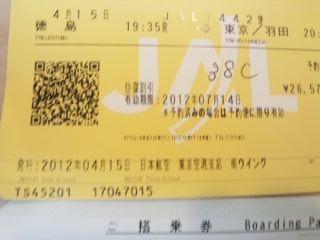 4月15日 JAL1442便
徳島 19:35発 東京/羽田 20:
TOKUSHIMA TOKYO/HANEDA
JAL
38C
往復割引 ¥26,57
有効期限:2012年07月14日
*予約済みの場合は予約便に限り有効
発行:2012年04月15日 日本航空 東京空港支店 ㈲ウイング
TS45201 17047015
搭乗券 Boarding Pa